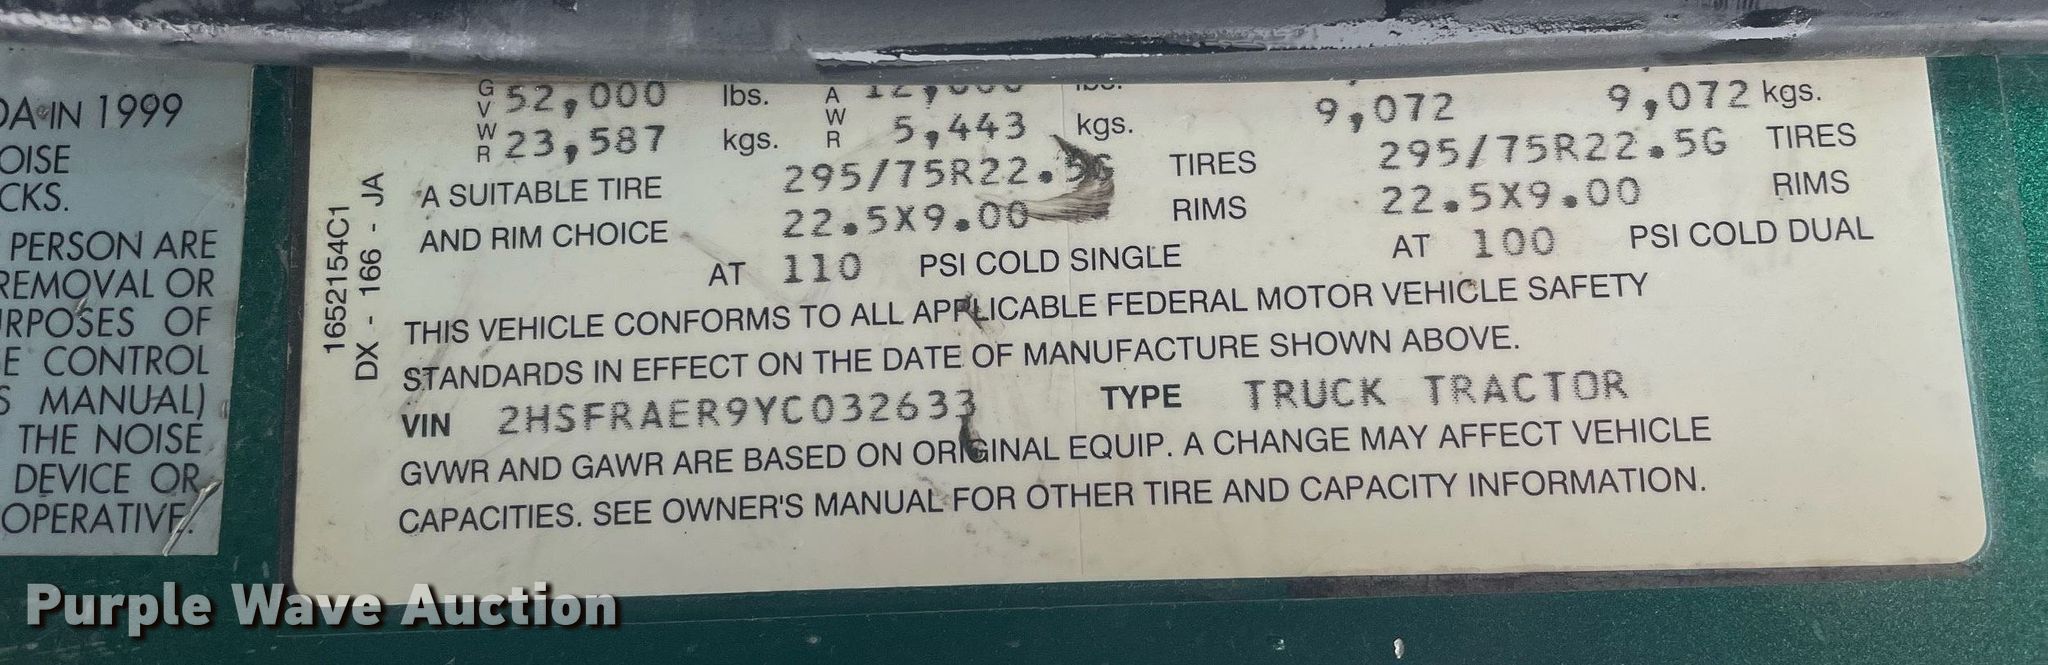 DA IN 1999
OISE
CKS.
PERSON ARE
REMOVAL OR
RPOSES OF
E CONTROL
S MANUAL)
THE NOISE
DEVICE OR
OPERATIVE.
1652154C1
DX - 166 - JA
GVWR 52,000 lbs. AWR 12,000 lbs.
23,587 kgs. 5,443 kgs. 9,072 9,072 kgs.
A SUITABLE TIRE 295/75R22.5G TIRES 295/75R22.5G TIRES
AND RIM CHOICE 22.5X9.00 RIMS 22.5X9.00 RIMS
AT 110 PSI COLD SINGLE AT 100 PSI COLD DUAL
THIS VEHICLE CONFORMS TO ALL APPLICABLE FEDERAL MOTOR VEHICLE SAFETY
STANDARDS IN EFFECT ON THE DATE OF MANUFACTURE SHOWN ABOVE.
VIN 2HSFRAER9YC032633 TYPE TRUCK TRACTOR
GVWR AND GAWR ARE BASED ON ORIGINAL EQUIP. A CHANGE MAY AFFECT VEHICLE
CAPACITIES. SEE OWNER'S MANUAL FOR OTHER TIRE AND CAPACITY INFORMATION.
Purple Wave Auction